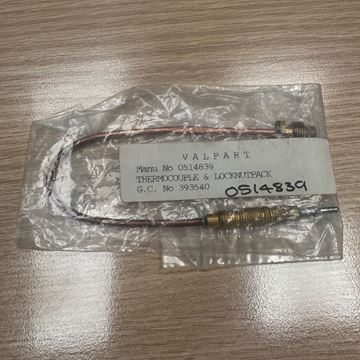 VALPART
Manu No 0514839
THERMOCOUPLE & LOCKNUTPACK
G.C. No 393540
0514839